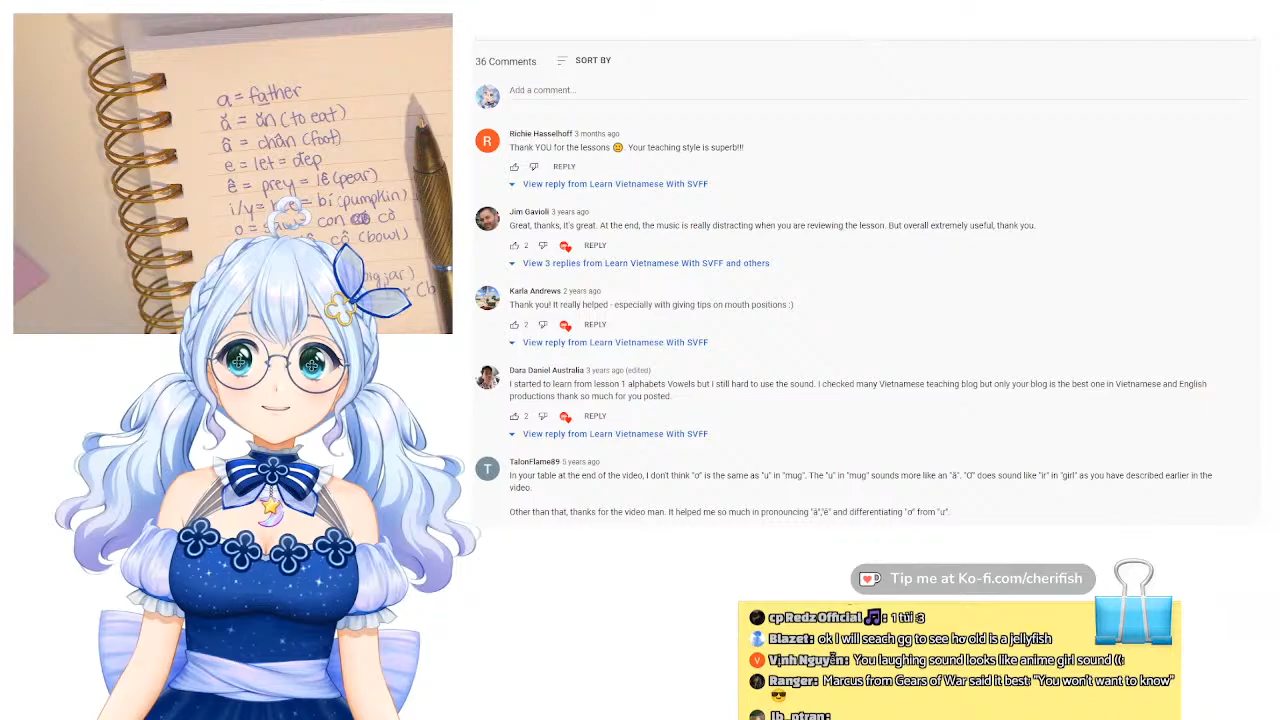 a = father
ă = ăn (to eat)
â = chân (foot)
e = let = đẹp
ê = prey = lê (pear)
i/y = = bí (pumpkin)
o = saw con cò
cô (bowl)
big jar)
36 Comments
SORT BY
Add a comment...
Richie Hasselhoff 3 months ago
Thank YOU for the lessons 🙂. Your teaching style is superb!!!
REPLY
View reply from Learn Vietnamese With SVFF
Jim Gavioli 3 years ago
Great, thanks, It's great. At the end, the music is really distracting when you are reviewing the lesson. But overall extremely useful, thank you.
2 REPLY
View 3 replies from Learn Vietnamese With SVFF and others
Karla Andrews 2 years ago
Thank you! It really helped - especially with giving tips on mouth positions :)
2 REPLY
View reply from Learn Vietnamese With SVFF
Dara Daniel Australia 3 years ago (edited)
I started to learn from lesson 1 alphabets Vowels but I still hard to use the sound. I checked many Vietnamese teaching blog but only your blog is the best one in Vietnamese and English
productions thank so much for you posted.
2 REPLY
View reply from Learn Vietnamese With SVFF
T
TalonFlame89 5 years ago
In your table at the end of the video, I don't think "ơ" is the same as "u" in "mug". The "u" in "mug" sounds more like an "ă". "Ơ" does sound like "ir" in "girl" as you have described earlier in the
video.
Other than that, thanks for the video man. It helped me so much in pronouncing "ă","ê" and differentiating "ơ" from "ư".
Tip me at Ko-fi.com/cherifish
cp Redz Official 🎵: 1 túi :3
Blazet: ok I will seach gg to see hơ old is a jellyfish
Vịnh Nguyễn: You laughing sound looks like anime girl sound ((:
Ranger: Marcus from Gears of War said it best: "You won't want to know"
😎
lb_ptran: